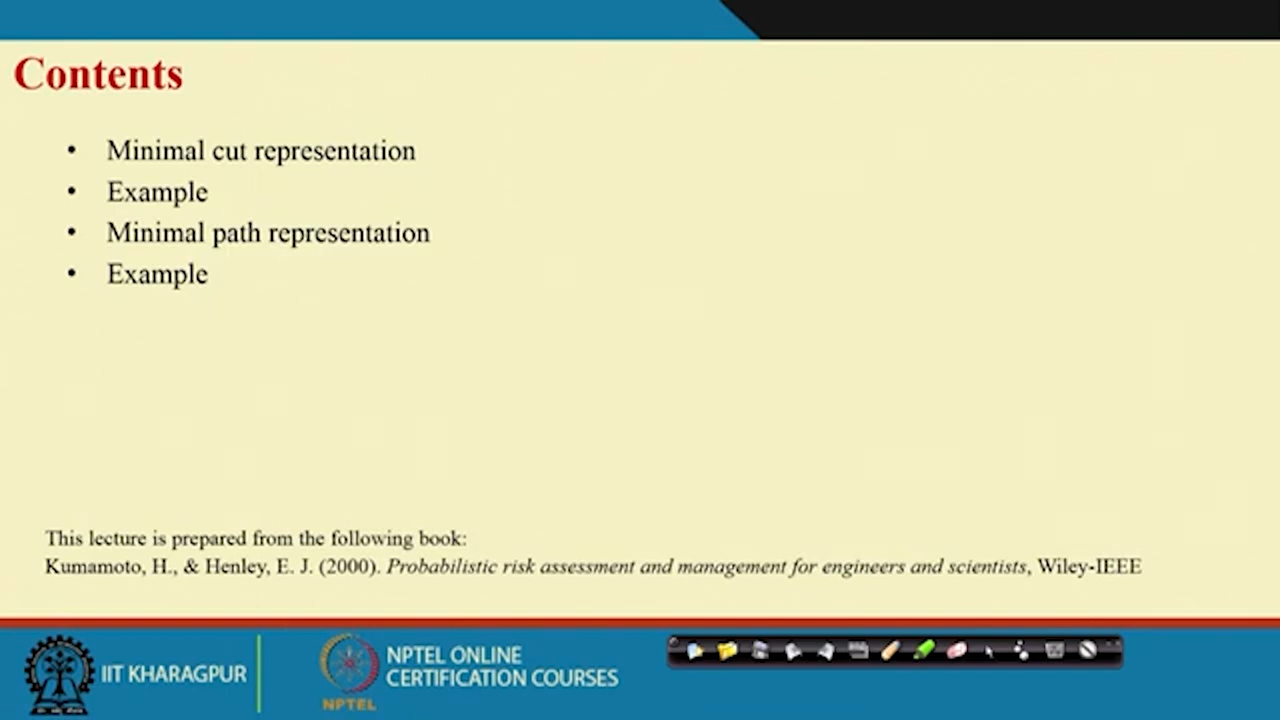 Contents
• Minimal cut representation
• Example
• Minimal path representation
• Example
This lecture is prepared from the following book:
Kumamoto, H., & Henley, E. J. (2000). Probabilistic risk assessment and management for engineers and scientists, Wiley-IEEE
IIT KHARAGPUR
NPTEL ONLINE
CERTIFICATION COURSES
NPTEL